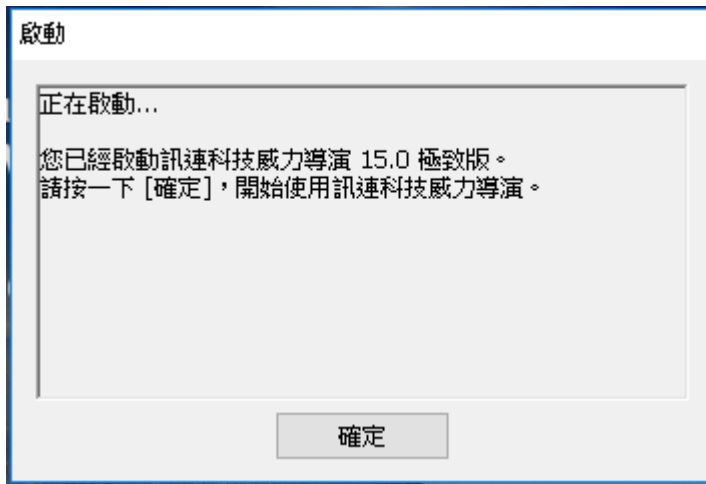 啟動
正在啟動...
您已經啟動訊連科技威力導演 15.0 極致版。
請按一下 [確定]，開始使用訊連科技威力導演。
確定